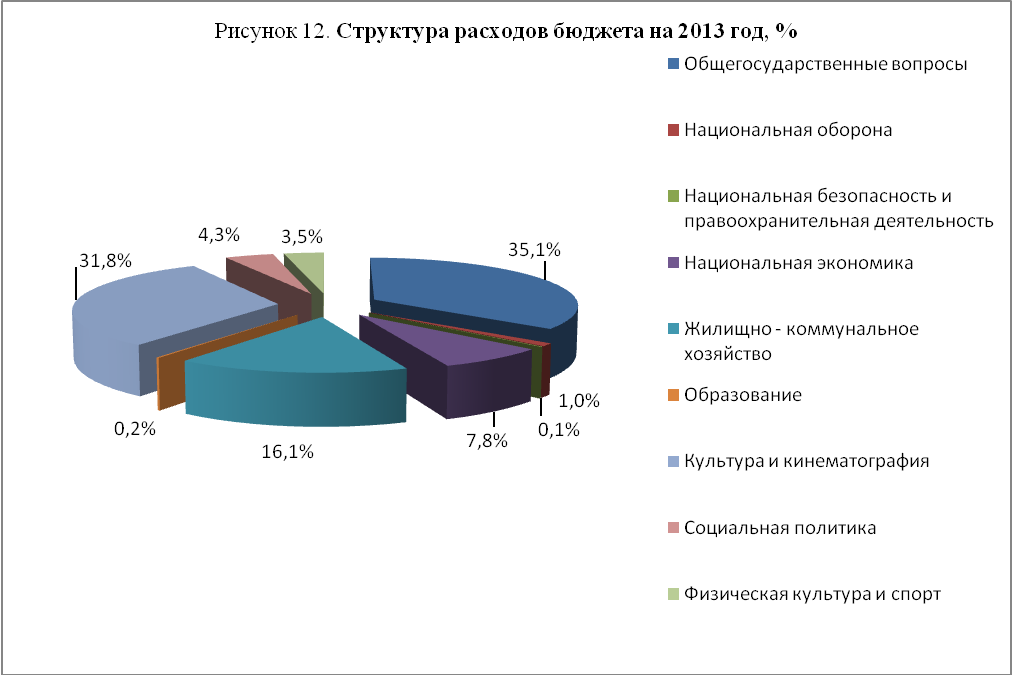 Рисунок 12. Структура расходов бюджета на 2013 год, %
Общегосударственные вопросы
Национальная оборона
Национальная безопасность и
правоохранительная деятельность
Национальная экономика
Жилищно - коммунальное
хозяйство
Образование
Культура и кинематография
Социальная политика
Физическая культура и спорт
4,3%
3,5%
35,1%
31,8%
1,0%
0,2%
0,1%
7,8%
16,1%